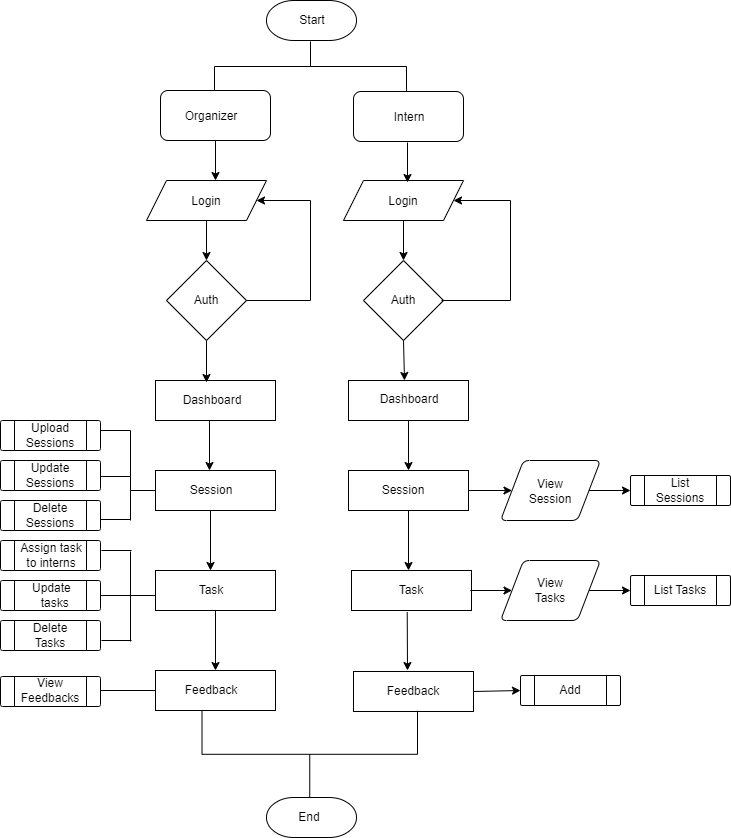 Start
Organizer
Intern
Login
Login
Auth
Auth
Dashboard
Dashboard
Upload
Sessions
Update
Sessions
Delete
Sessions
Session
Session
View
Session
List
Sessions
Assign task
to interns
Update
tasks
Delete
Tasks
Task
Task
View
Tasks
List Tasks
View
Feedbacks
Feedback
Feedback
Add
End